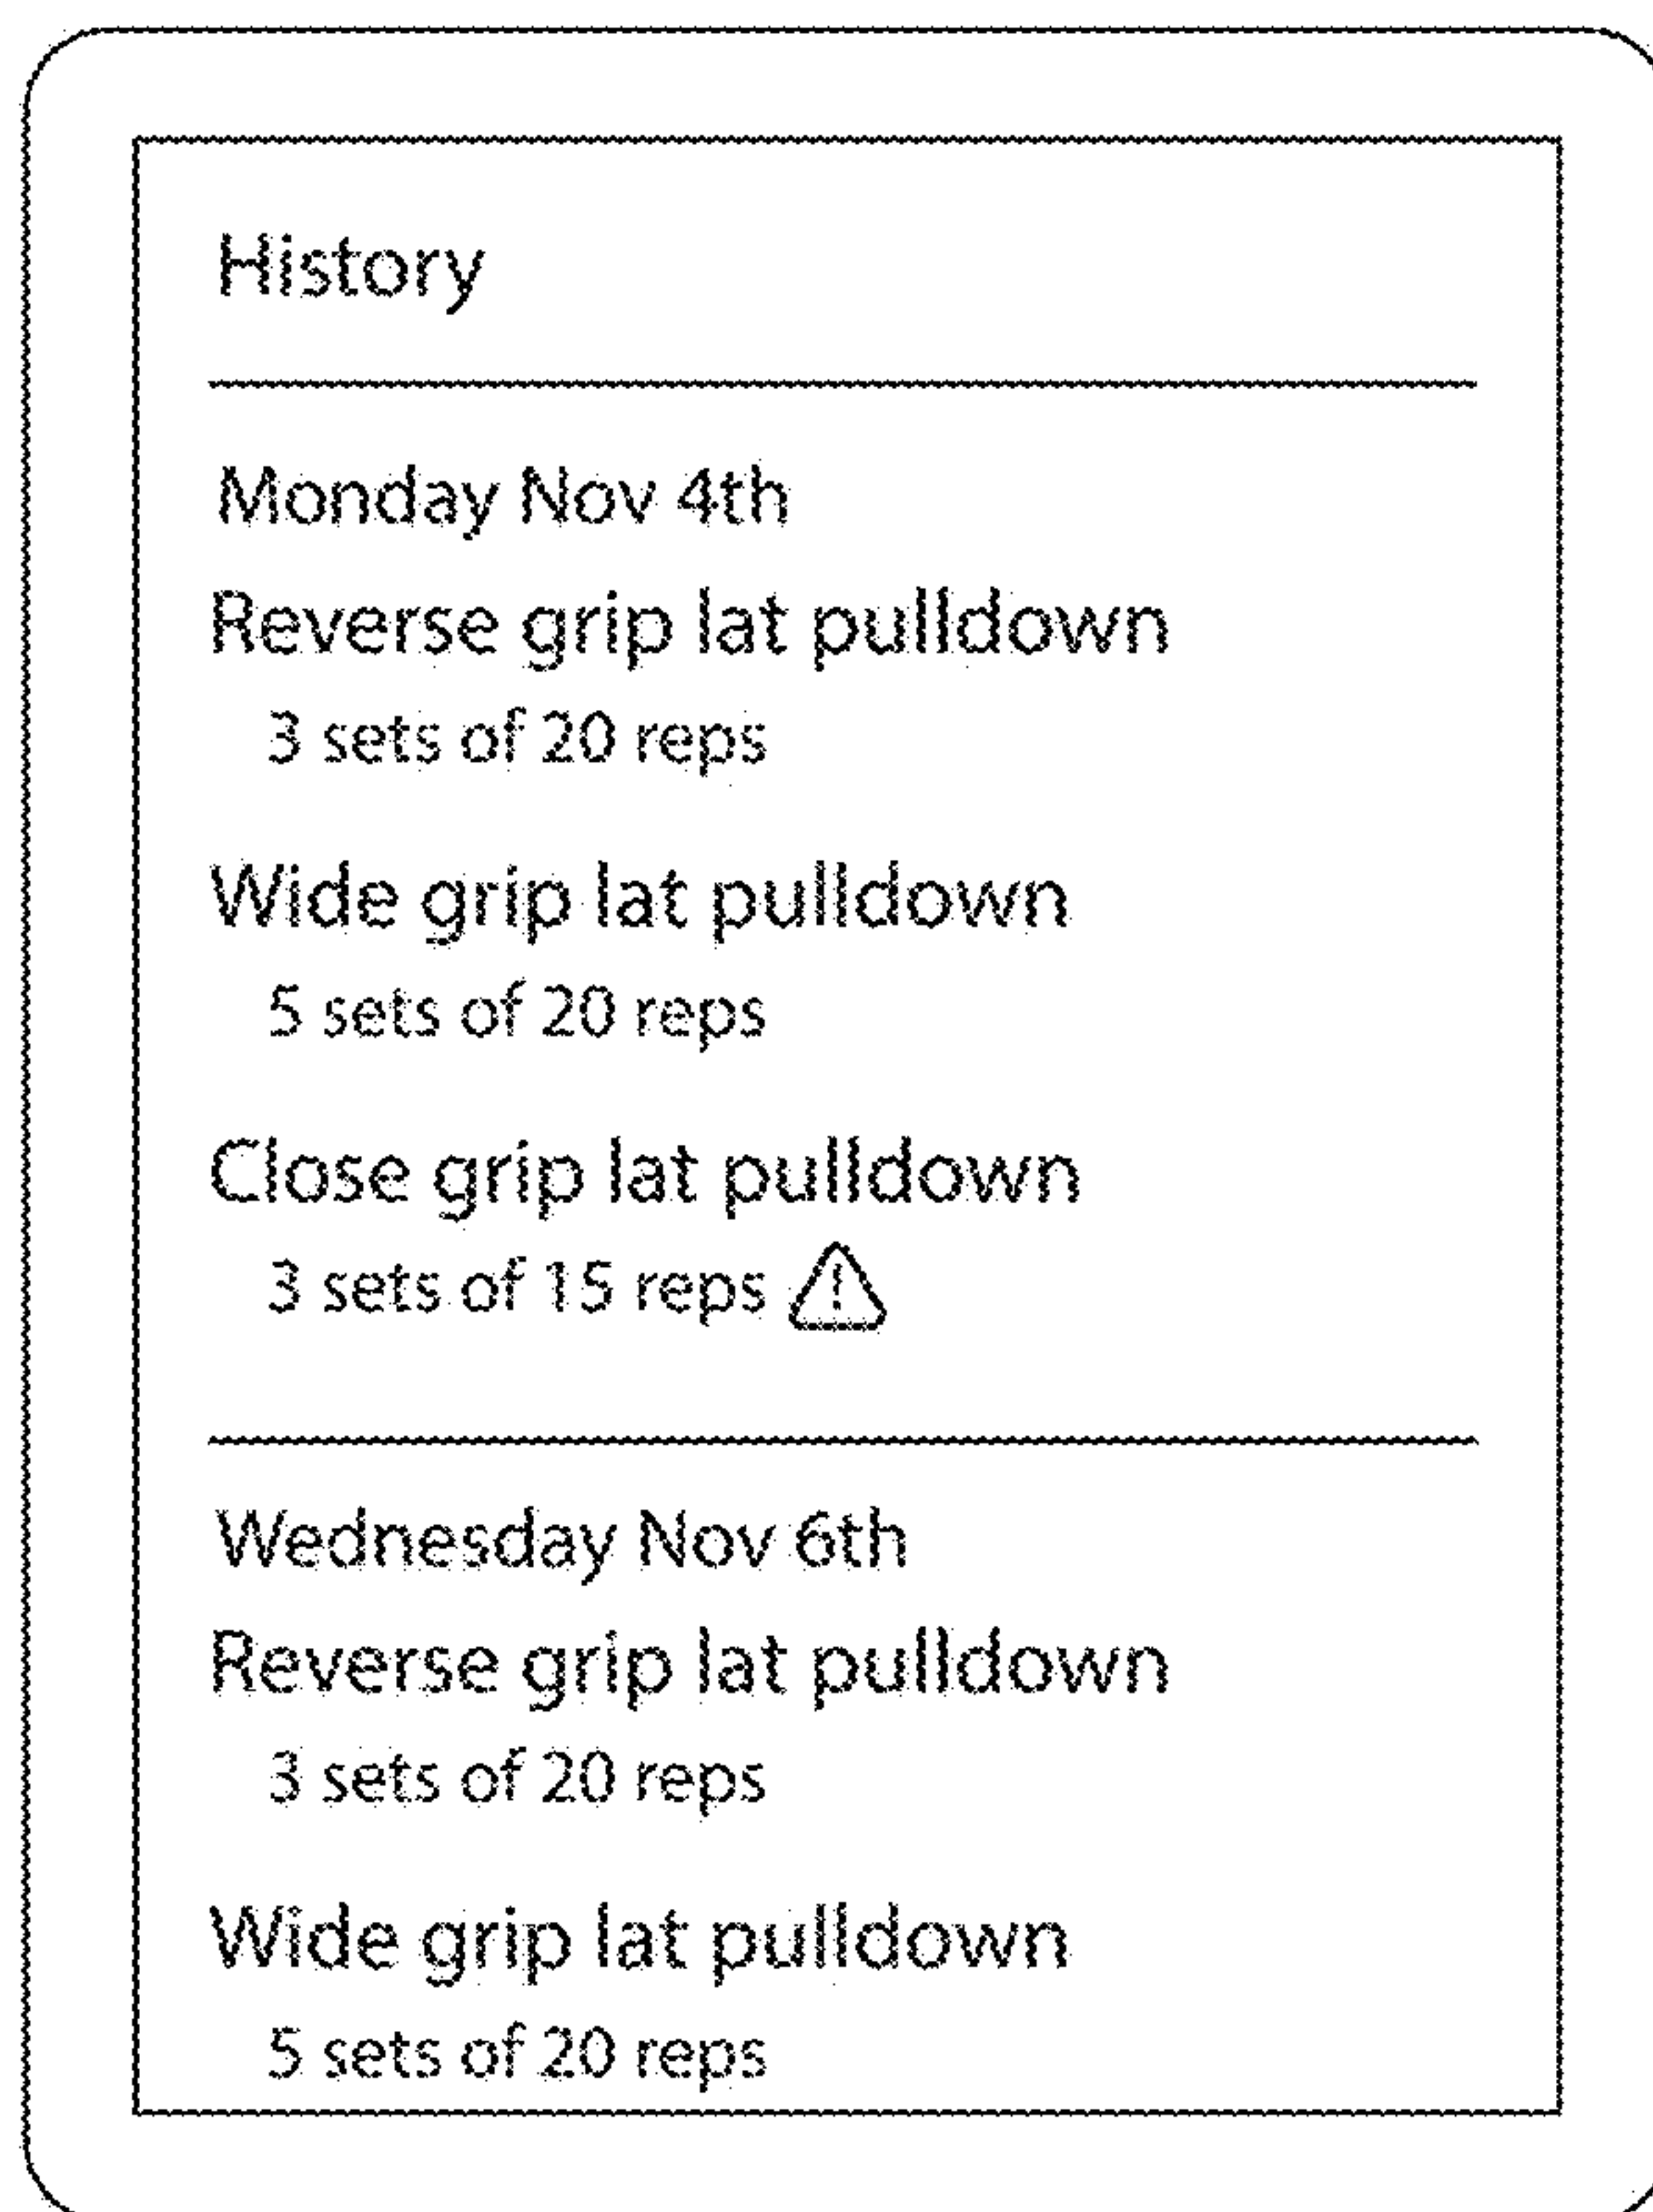 History
Monday Nov 4th
Reverse grip lat pulldown
3 sets of 20 reps
Wide grip lat pulldown
5 sets of 20 reps
Close grip lat pulldown
3 sets of 15 reps
Wednesday Nov 6th
Reverse grip lat pulldown
3 sets of 20 reps
Wide grip lat pulldown
5 sets of 20 reps